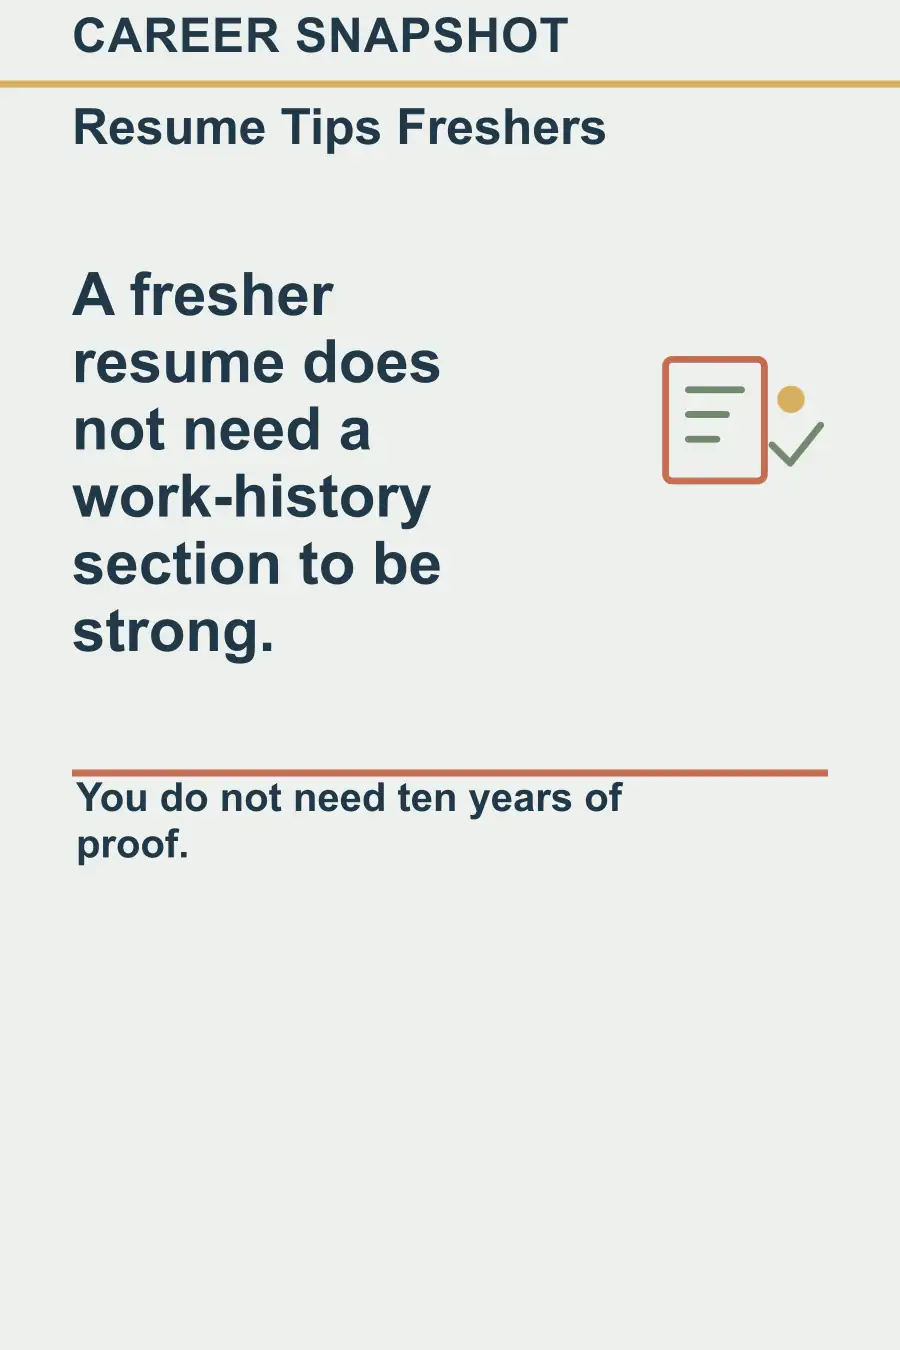 CAREER SNAPSHOT
Resume Tips Freshers
A fresher
resume does
not need a
work-history
section to be
strong.
You do not need ten years of
proof.